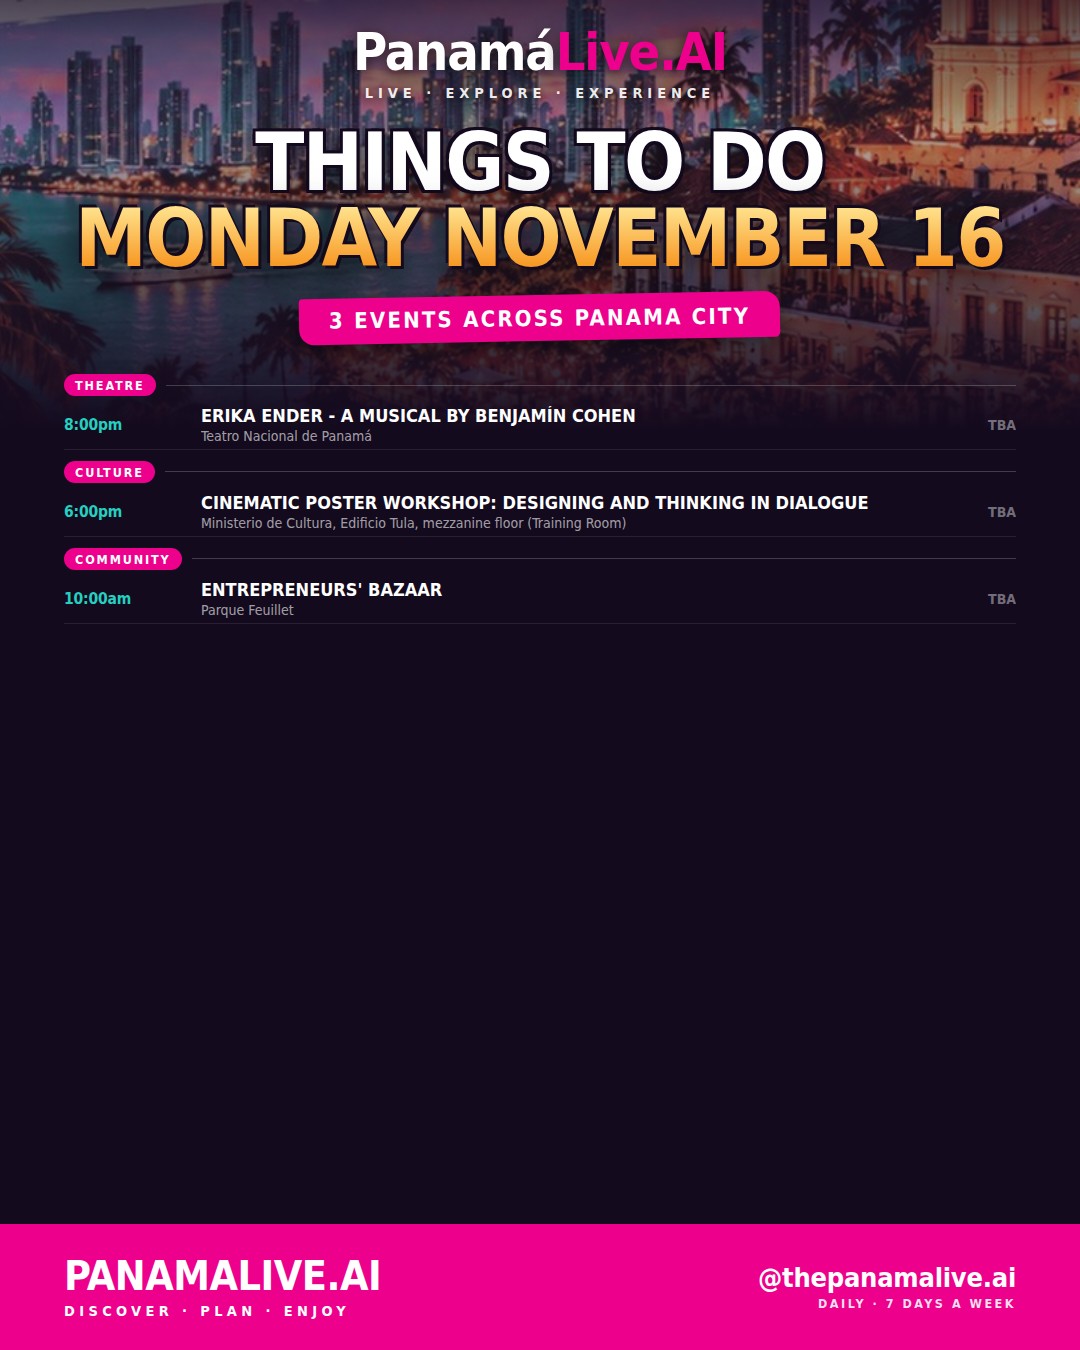 PanamáLive.AI
LIVE · EXPLORE · EXPERIENCE
THINGS TO DO
MONDAY NOVEMBER 16
3 EVENTS ACROSS PANAMA CITY
THEATRE
8:00pm
ERIKA ENDER - A MUSICAL BY BENJAMÍN COHEN
Teatro Nacional de Panamá
TBA
CULTURE
6:00pm
CINEMATIC POSTER WORKSHOP: DESIGNING AND THINKING IN DIALOGUE
Ministerio de Cultura, Edificio Tula, mezzanine floor (Training Room)
TBA
COMMUNITY
10:00am
ENTREPRENEURS' BAZAAR
Parque Feuillet
TBA
PANAMALIVE.AI
DISCOVER · PLAN · ENJOY
@thepanamalive.ai
DAILY · 7 DAYS A WEEK